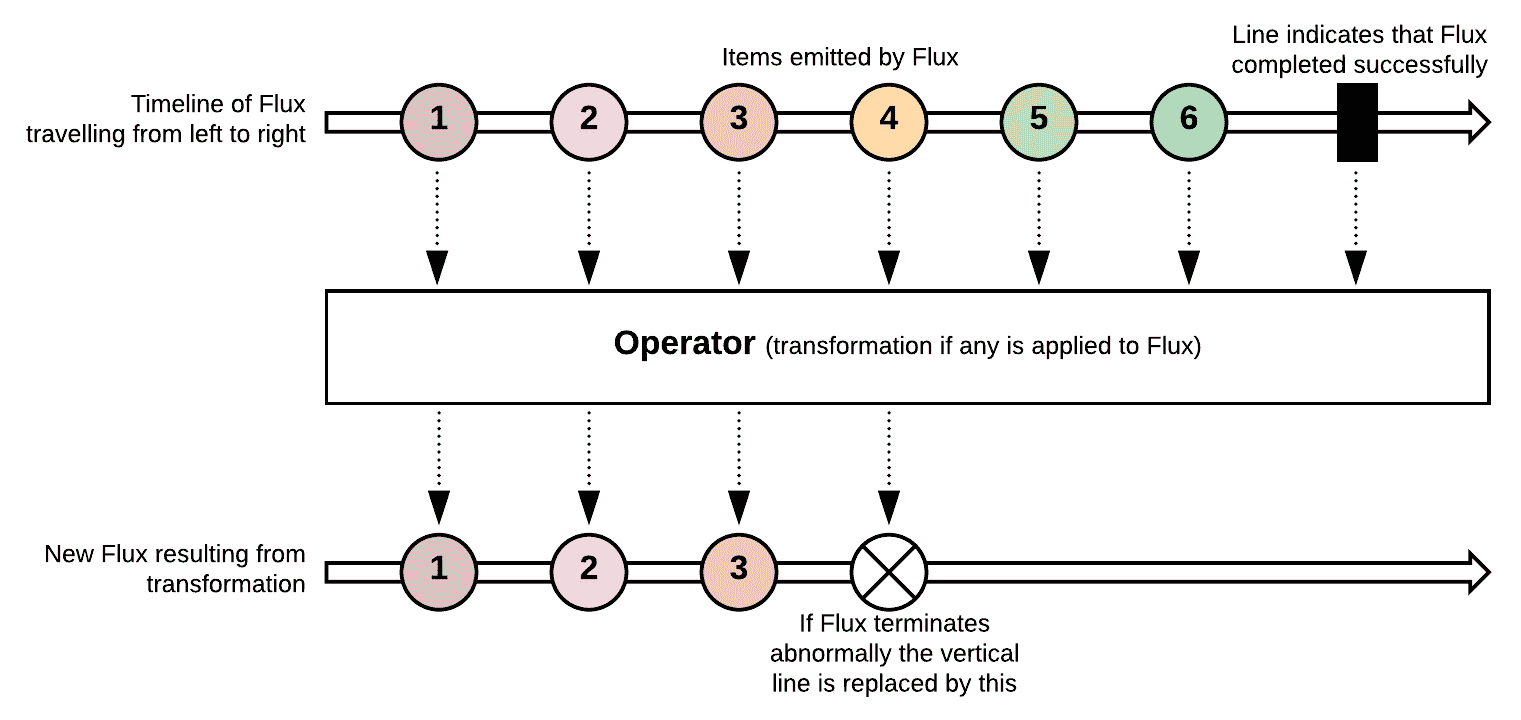 Line indicates that Flux
completed successfully
Items emitted by Flux
Timeline of Flux
travelling from left to right
1 2 3 4 5 6
Operator (transformation if any is applied to Flux)
New Flux resulting from
transformation
1 2 3
If Flux terminates
abnormally the vertical
line is replaced by this